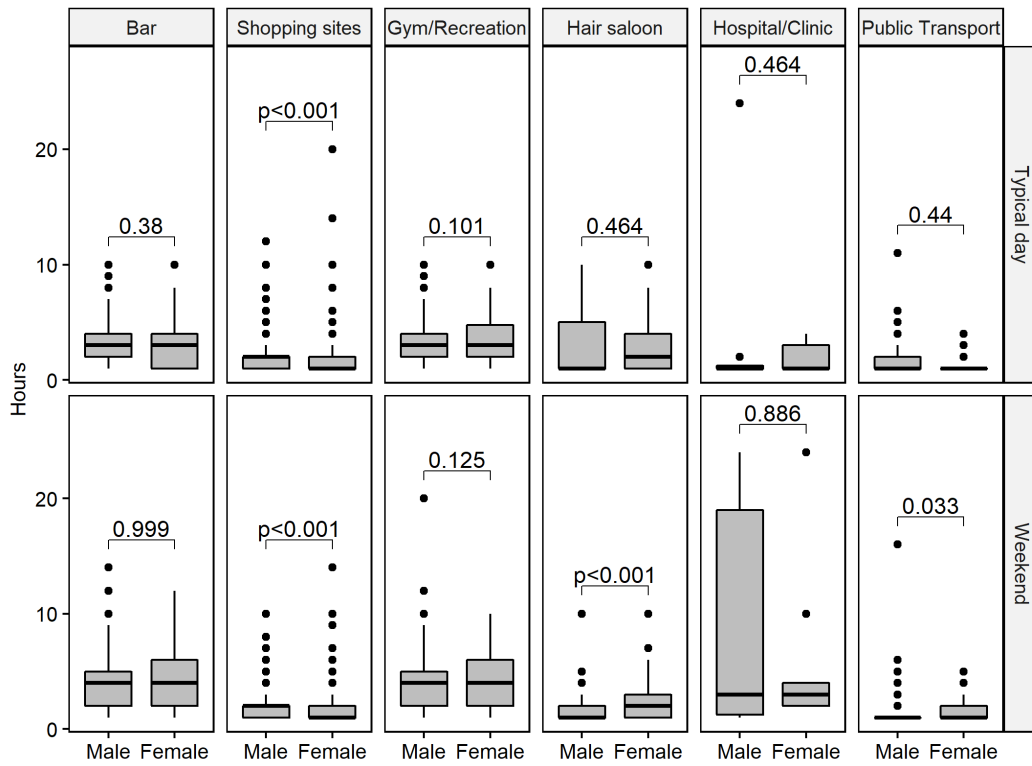 Bar Shopping sites Gym/Recreation Hair saloon Hospital/Clinic Public Transport
0.464
p<0.001
20
0.38 0.101 0.464 0.44
10
0
Typical day
Hours
0.886
0.125
20
0.999 p<0.001 0.033
p<0.001
10
0
Weekend
Male Female Male Female Male Female Male Female Male Female Male Female